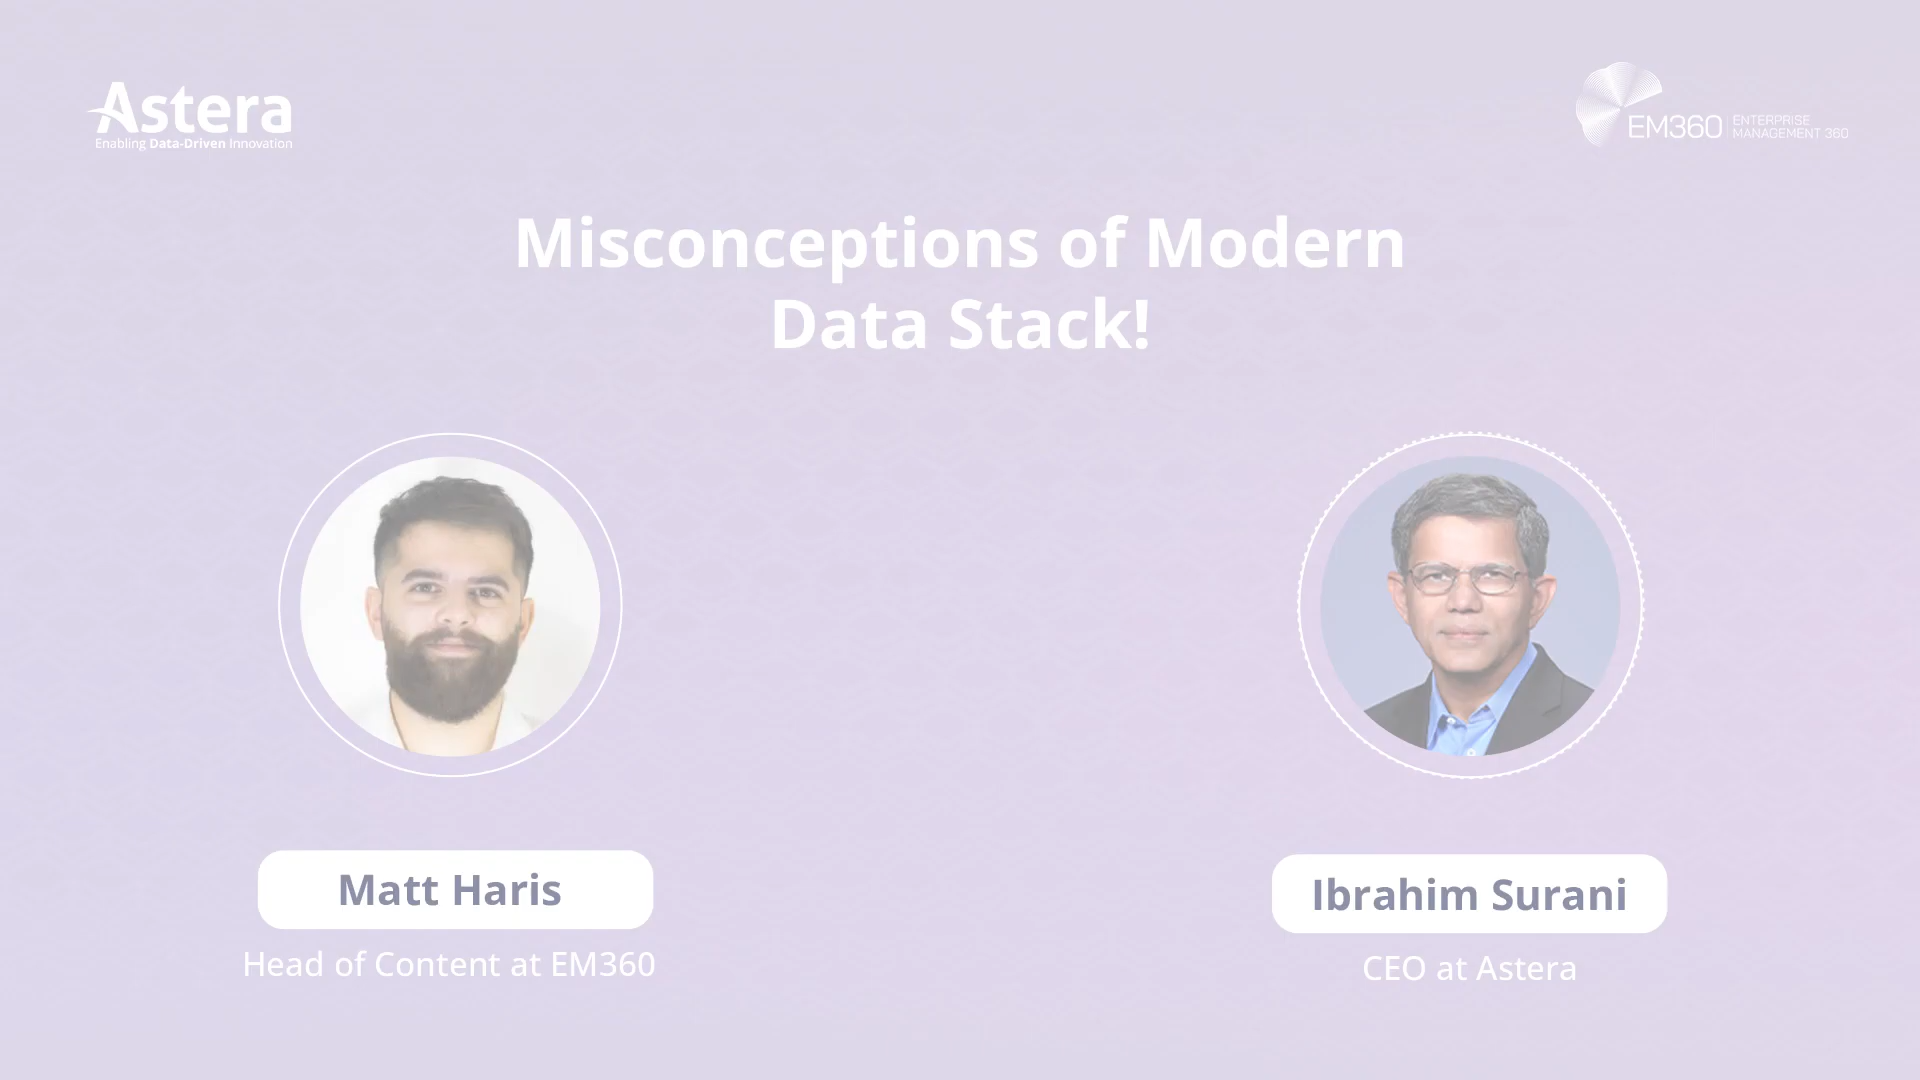 Astera
Enabling Data-Driven Innovation
EM360
ENTERPRISE
MANAGEMENT 360
Misconceptions of Modern
Data Stack!
Matt Haris
Head of Content at EM360
Ibrahim Surani
CEO at Astera